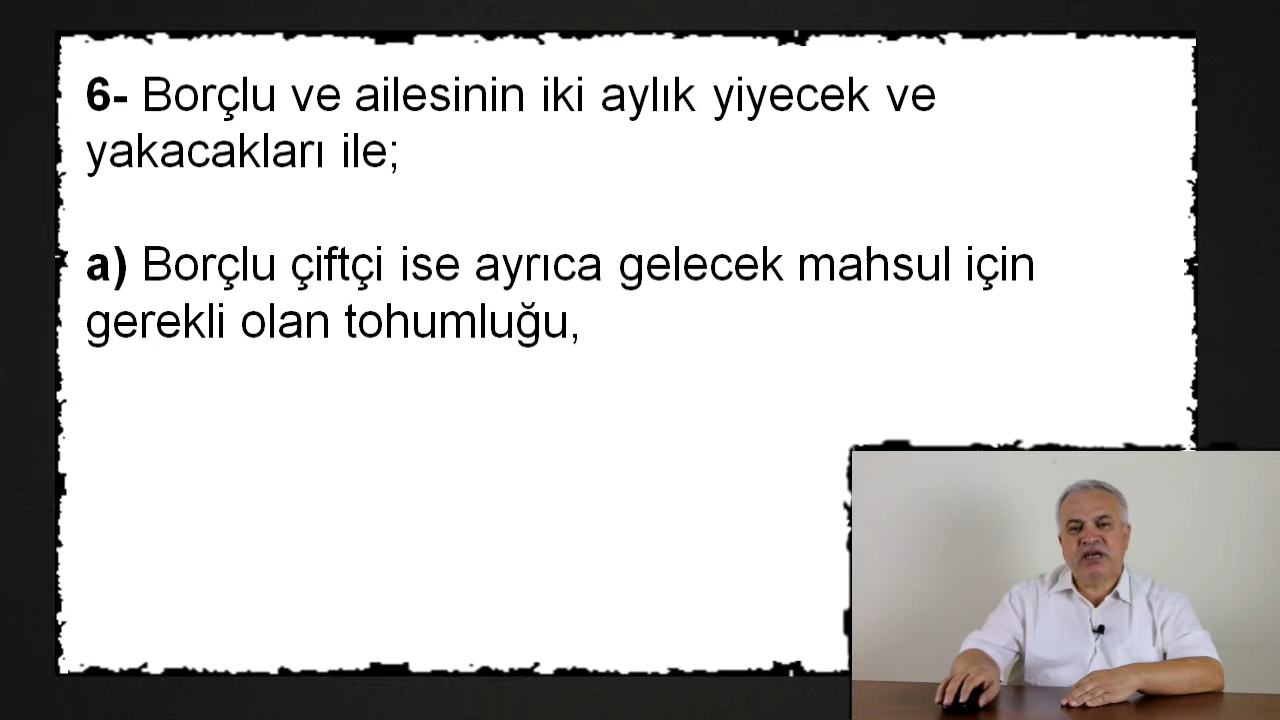 6- Borçlu ve ailesinin iki aylık yiyecek ve
yakacakları ile;
a) Borçlu çiftçi ise ayrıca gelecek mahsul için
gerekli olan tohumluğu,